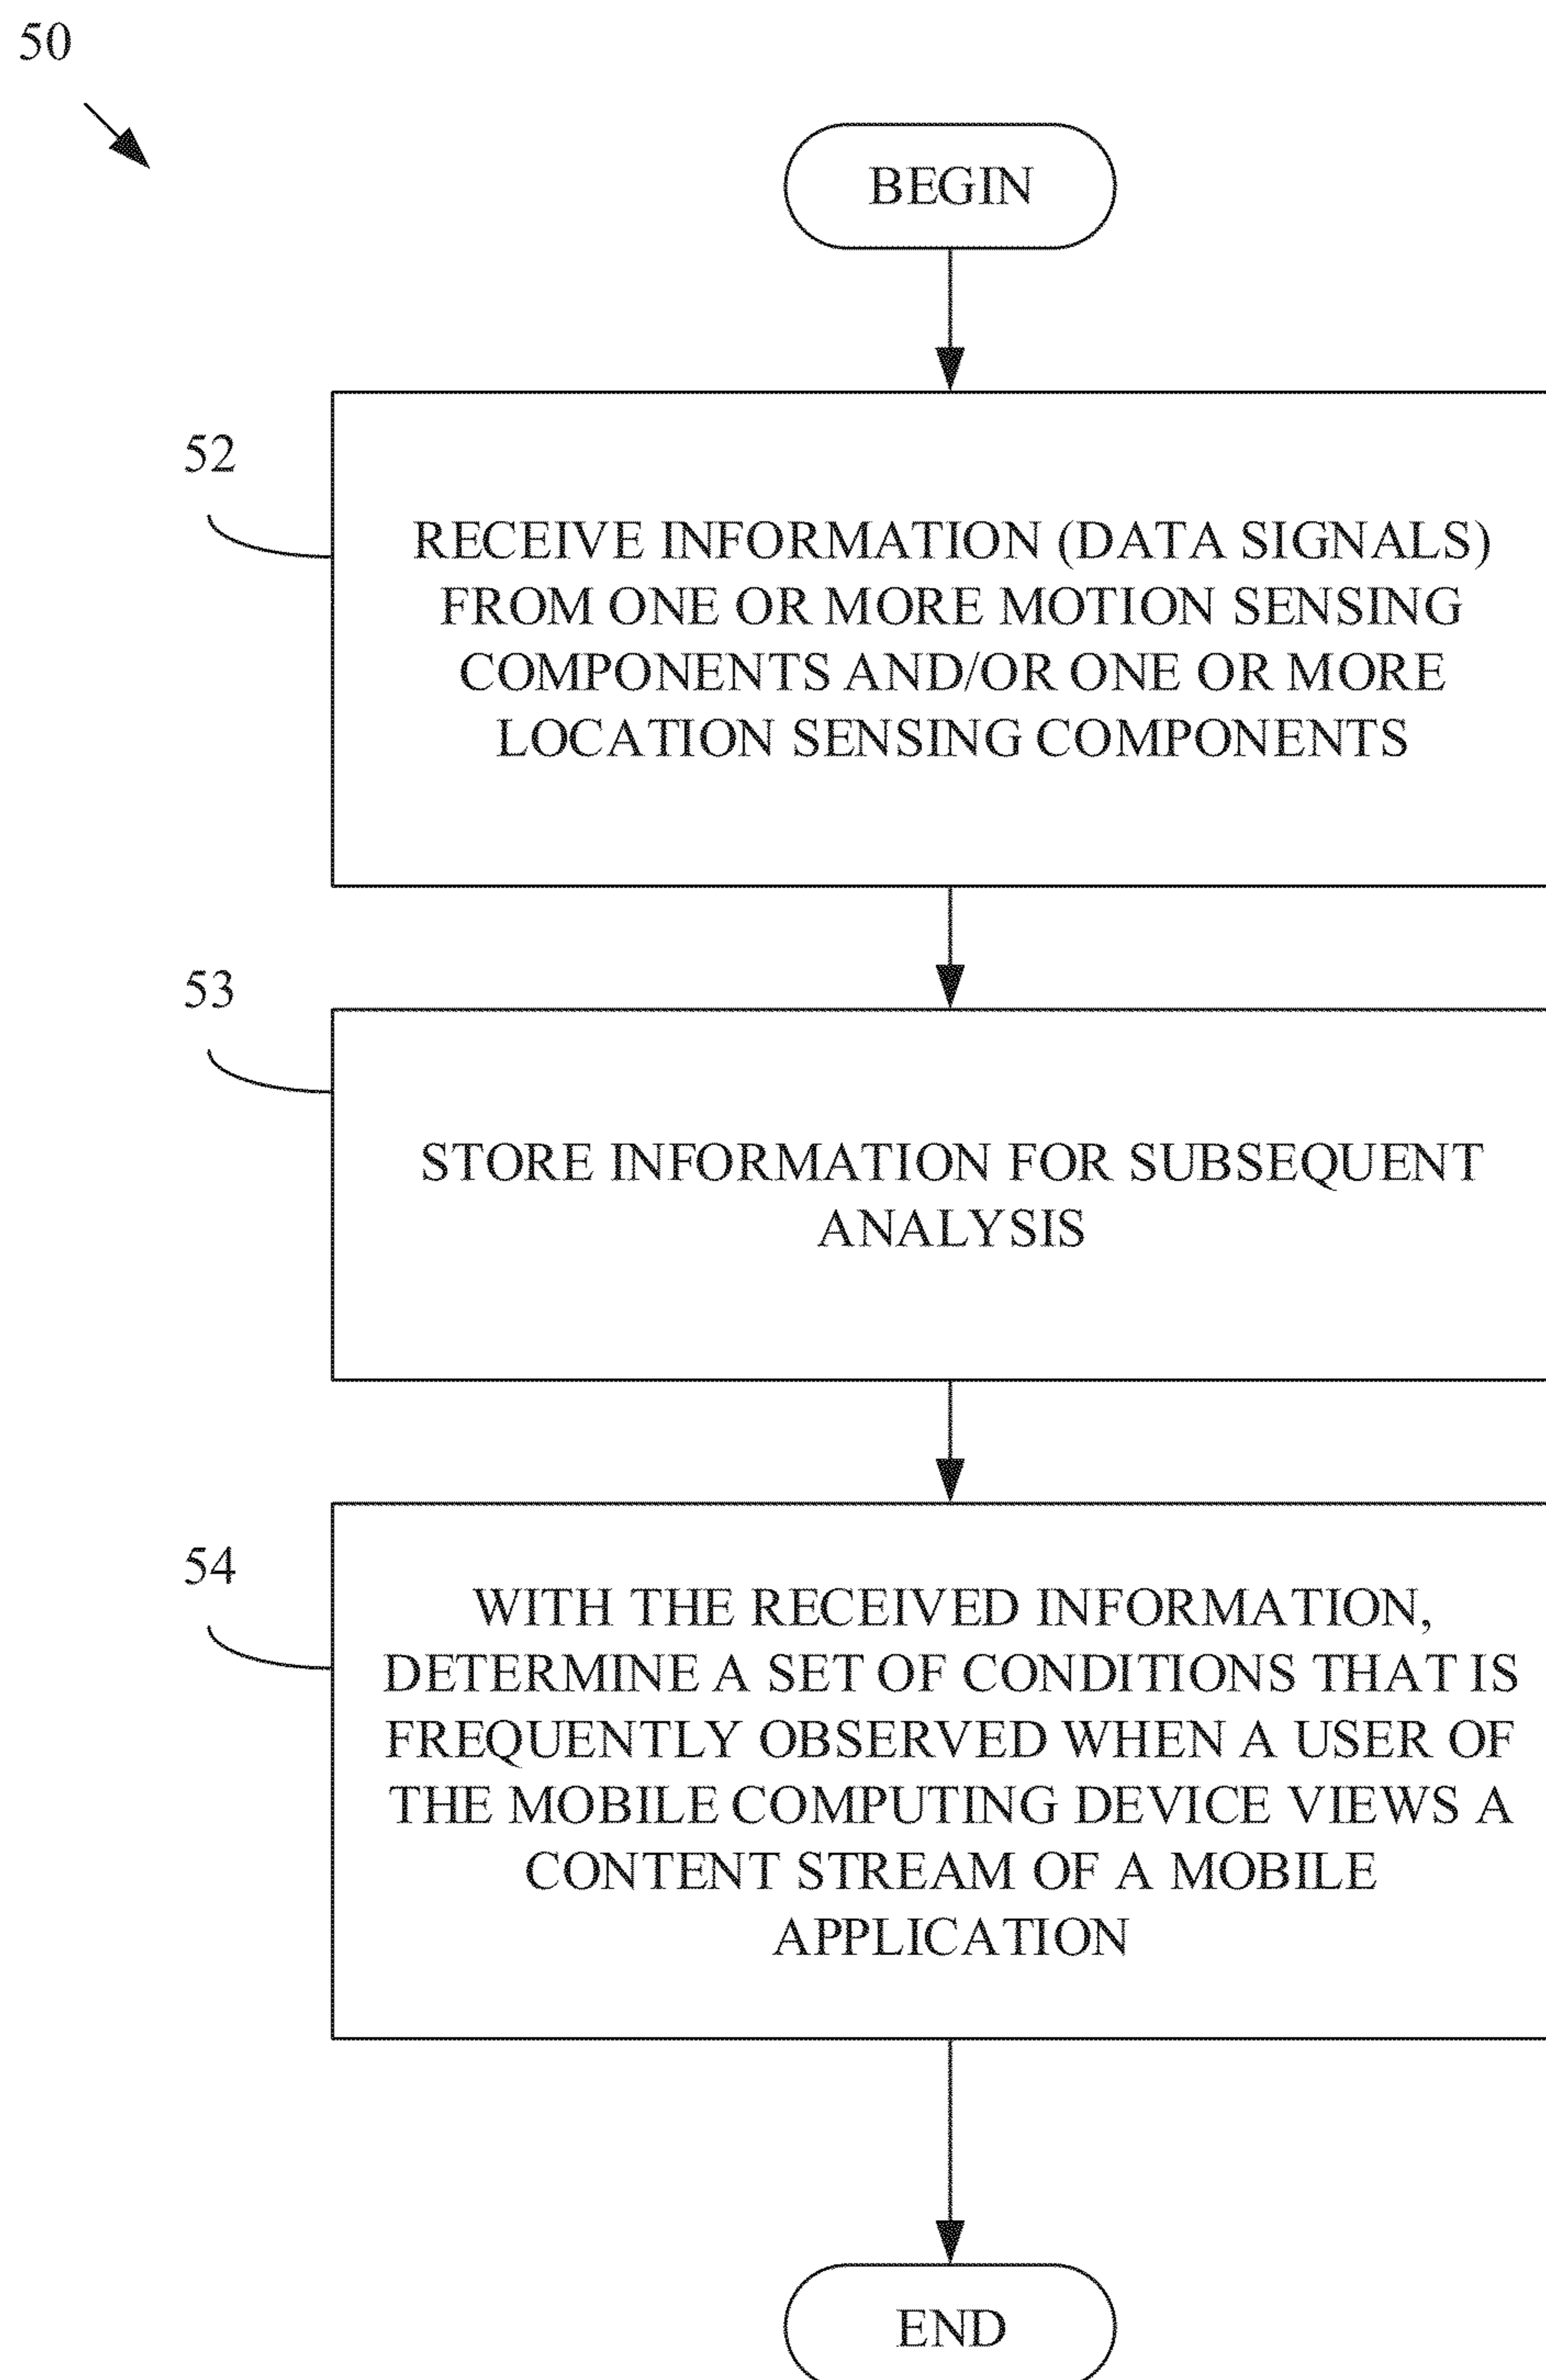 50
BEGIN
52
RECEIVE INFORMATION (DATA SIGNALS)
FROM ONE OR MORE MOTION SENSING
COMPONENTS AND/OR ONE OR MORE
LOCATION SENSING COMPONENTS
53
STORE INFORMATION FOR SUBSEQUENT
ANALYSIS
54
WITH THE RECEIVED INFORMATION,
DETERMINE A SET OF CONDITIONS THAT IS
FREQUENTLY OBSERVED WHEN A USER OF
THE MOBILE COMPUTING DEVICE VIEWS A
CONTENT STREAM OF A MOBILE
APPLICATION
END